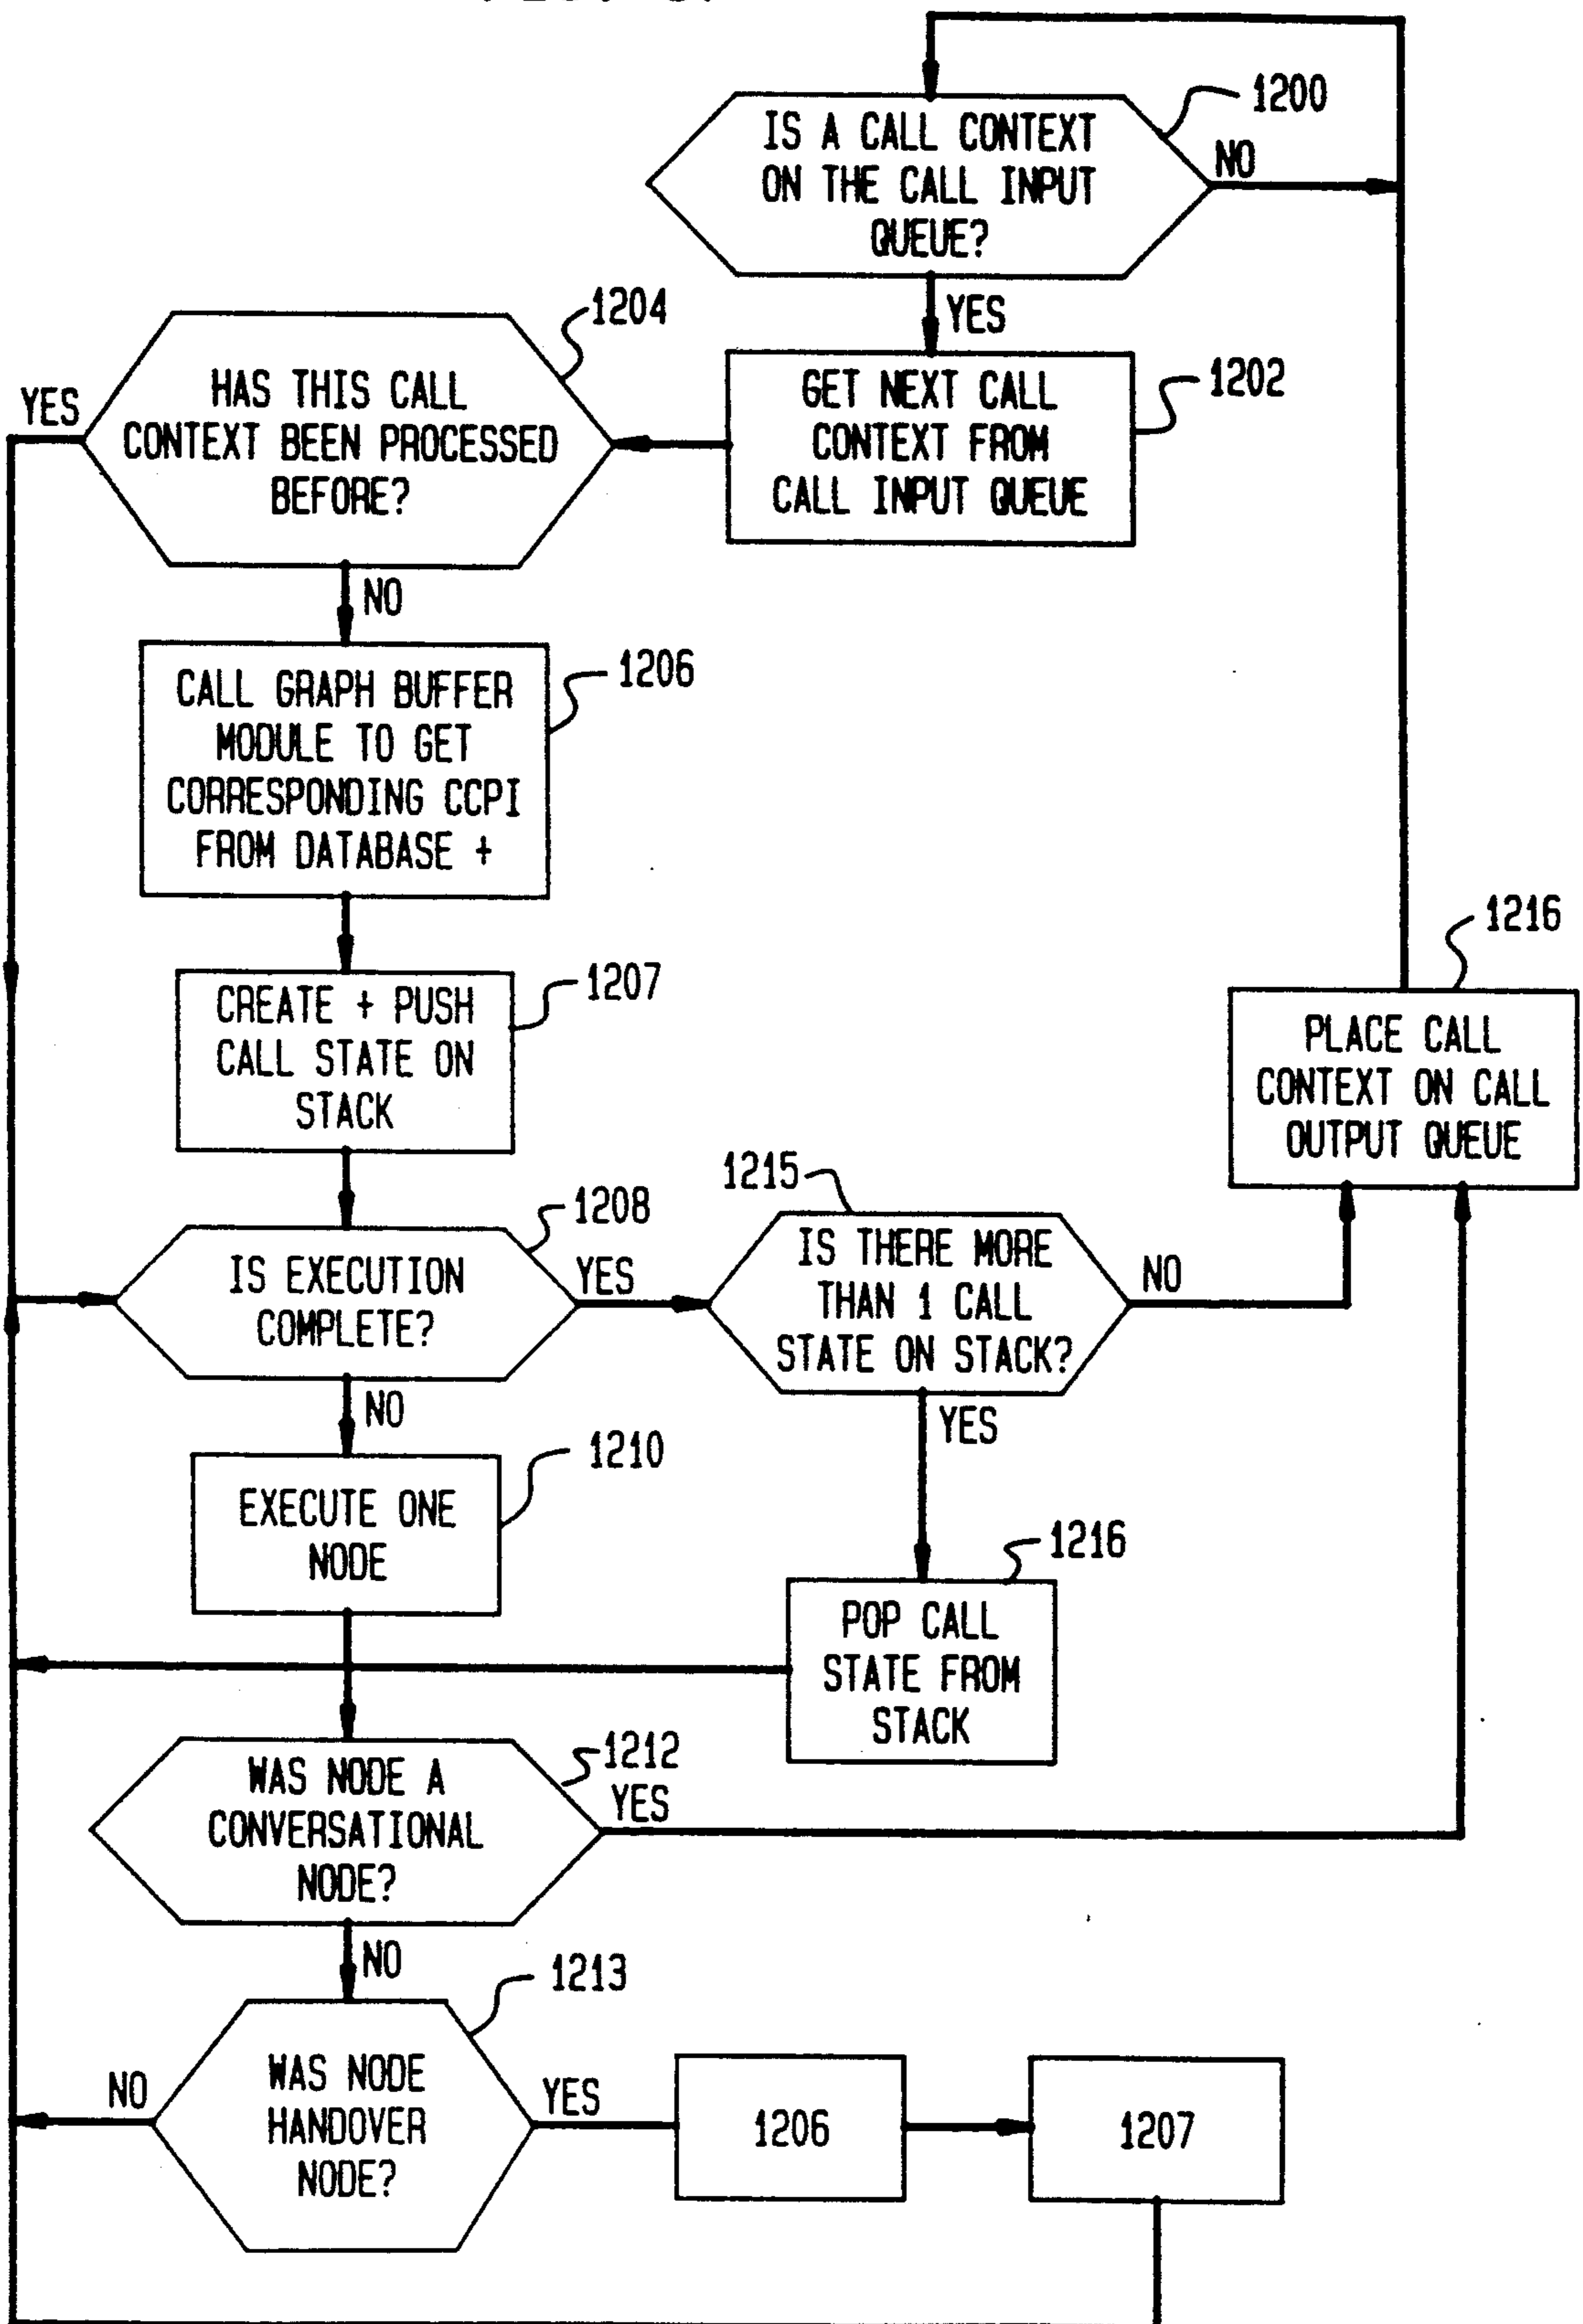 1200
IS A CALL CONTEXT
ON THE CALL INPUT
QUEUE?
NO
YES
1204
HAS THIS CALL
CONTEXT BEEN PROCESSED
BEFORE?
YES
1202
GET NEXT CALL
CONTEXT FROM
CALL INPUT QUEUE
NO
1206
CALL GRAPH BUFFER
MODULE TO GET
CORRESPONDING CCPI
FROM DATABASE +
1207
CREATE + PUSH
CALL STATE ON
STACK
1216
PLACE CALL
CONTEXT ON CALL
OUTPUT QUEUE
1208
IS EXECUTION
COMPLETE?
YES
1215
IS THERE MORE
THAN 1 CALL
STATE ON STACK?
NO
NO
YES
1210
EXECUTE ONE
NODE
1216
POP CALL
STATE FROM
STACK
1212
WAS NODE A
CONVERSATIONAL
NODE?
YES
NO
1213
WAS NODE
HANDOVER
NODE?
NO
YES
1206
1207